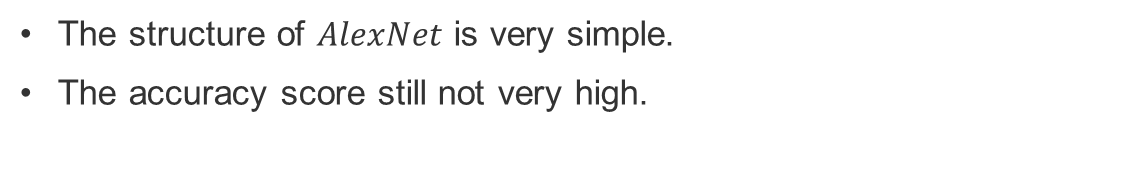 • The structure of AlexNet is very simple.
• The accuracy score still not very high.